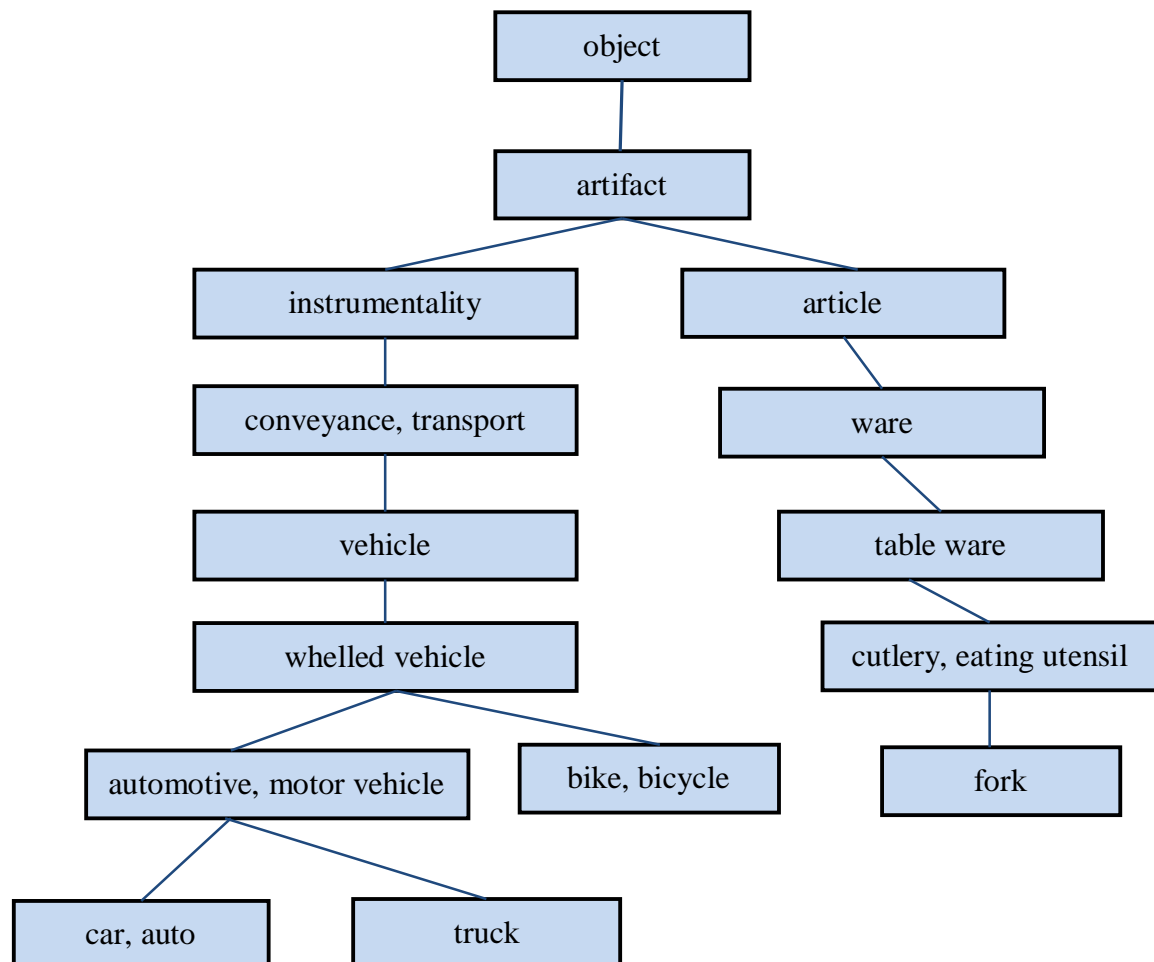 object
artifact
instrumentality
article
conveyance, transport
ware
vehicle
table ware
whelled vehicle
cutlery, eating utensil
automotive, motor vehicle
bike, bicycle
fork
car, auto
truck